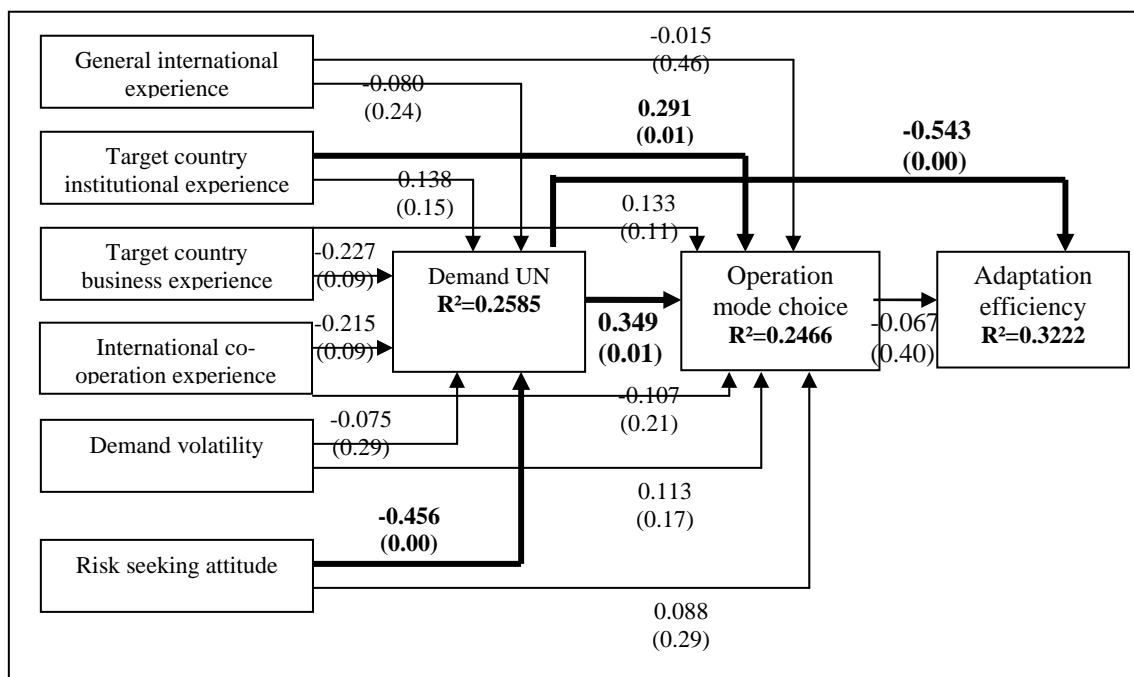 General international
experience
-0.015
(0.46)
-0.080
(0.24)
Target country
institutional experience
0.291
(0.01)
-0.543
(0.00)
0.138
(0.15)
0.133
(0.11)
Target country
business experience
-0.227
(0.09)
Demand UN
R²=0.2585
Operation
mode choice
R²=0.2466
Adaptation
efficiency
R²=0.3222
0.349
(0.01)
-0.067
(0.40)
International co-
operation experience
-0.215
(0.09)
-0.107
(0.21)
Demand volatility
-0.075
(0.29)
0.113
(0.17)
Risk seeking attitude
-0.456
(0.00)
0.088
(0.29)